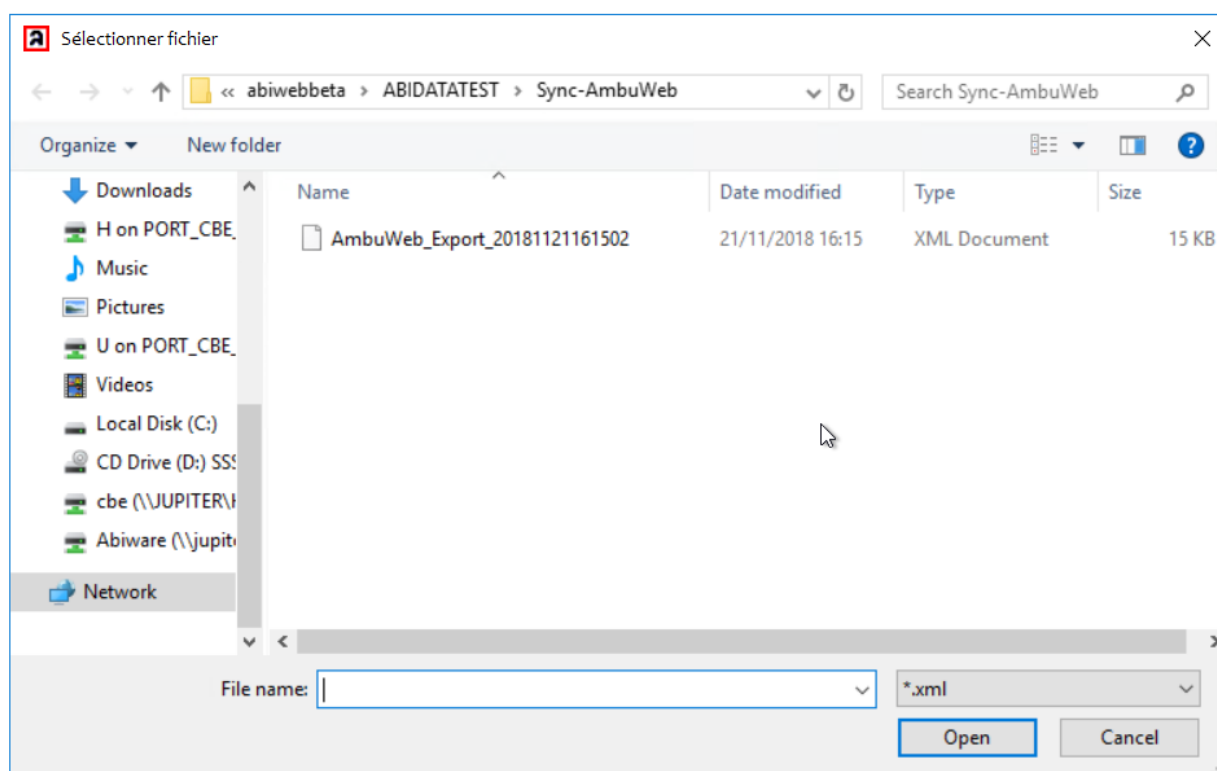 Sélectionner fichier
« abiwebbeta > ABIDATATEST > Sync-AmbuWeb
Search Sync-AmbuWeb
Organize
New folder
Name
Date modified
Type
Size
Downloads
H on PORT_CBE_
Music
Pictures
U on PORT_CBE_
Videos
Local Disk (C:)
CD Drive (D:) SSS
cbe (\\JUPITER\H
Abiware (\\jupite
Network
AmbuWeb_Export_20181121161502
21/11/2018 16:15
XML Document
15 KB
File name:
*.xml
Open
Cancel